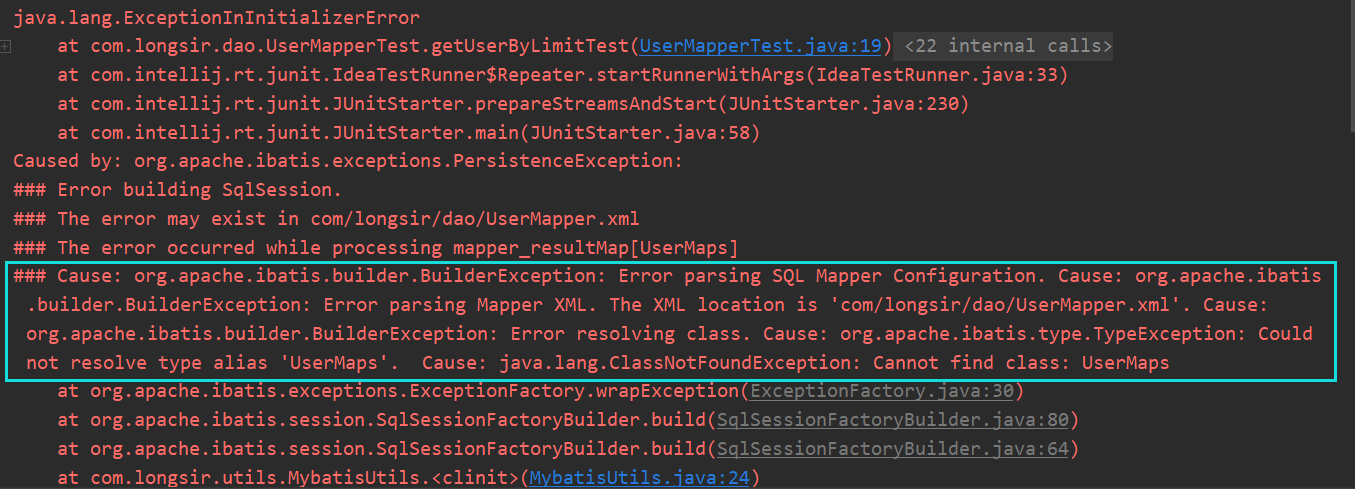 java.lang.ExceptionInInitializerError
at com.longsir.dao.UserMapperTest.getUserByLimitTest(UserMapperTest.java:19) <22 internal calls>
at com.intellij.rt.junit.IdeaTestRunner$Repeater.startRunnerWithArgs(IdeaTestRunner.java:33)
at com.intellij.rt.junit.JUnitStarter.prepareStreamsAndStart(JUnitStarter.java:230)
at com.intellij.rt.junit.JUnitStarter.main(JUnitStarter.java:58)
Caused by: org.apache.ibatis.exceptions.PersistenceException:
### Error building SqlSession.
### The error may exist in com/longsir/dao/UserMapper.xml
### The error occurred while processing mapper_resultMap[UserMaps]
### Cause: org.apache.ibatis.builder.BuilderException: Error parsing SQL Mapper Configuration. Cause: org.apache.ibatis
.builder.BuilderException: Error parsing Mapper XML. The XML location is 'com/longsir/dao/UserMapper.xml'. Cause:
org.apache.ibatis.builder.BuilderException: Error resolving class. Cause: org.apache.ibatis.type.TypeException: Could
not resolve type alias 'UserMaps'.  Cause: java.lang.ClassNotFoundException: Cannot find class: UserMaps
at org.apache.ibatis.exceptions.ExceptionFactory.wrapException(ExceptionFactory.java:30)
at org.apache.ibatis.session.SqlSessionFactoryBuilder.build(SqlSessionFactoryBuilder.java:80)
at org.apache.ibatis.session.SqlSessionFactoryBuilder.build(SqlSessionFactoryBuilder.java:64)
at com.longsir.utils.MybatisUtils.<clinit>(MybatisUtils.java:24)